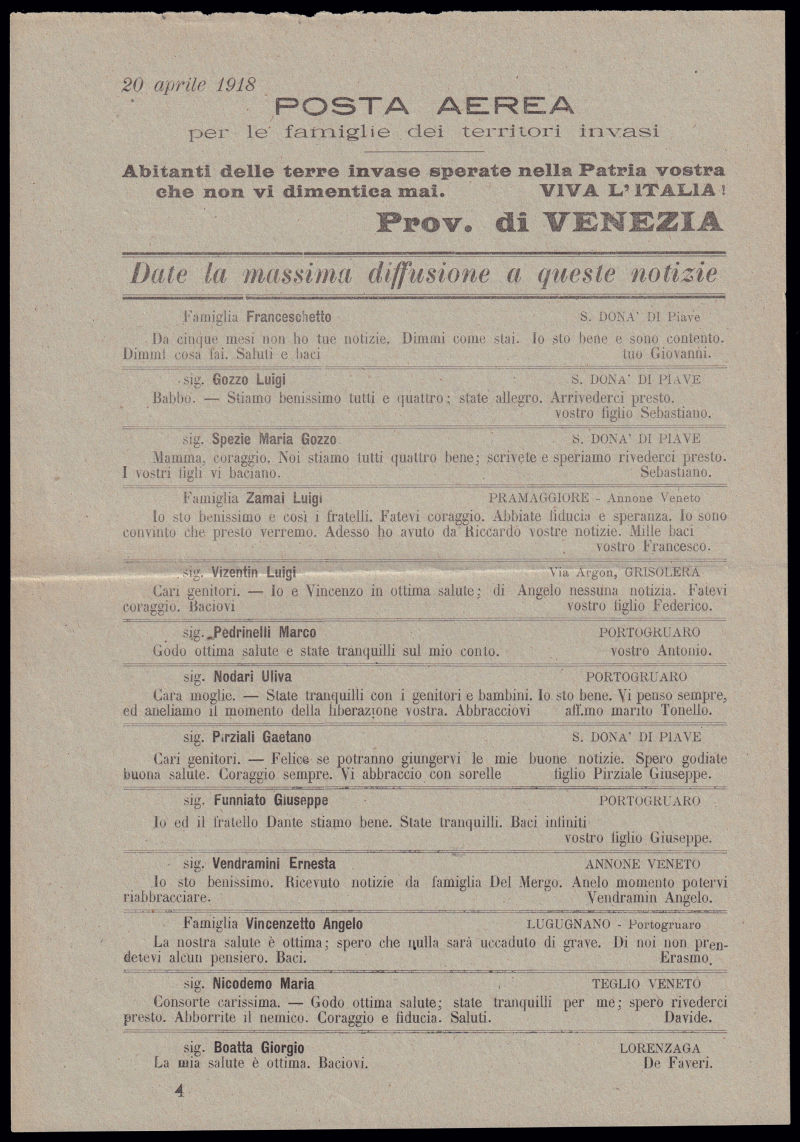 20 aprile 1918
POSTA AEREA
per le famiglie dei territori invasi
Abitanti delle terre invase sperate nella Patria vostra
che non vi dimentica mai. VIVA L'ITALIA!
Prov. di VENEZIA
Date la massima diffusione a queste notizie
Famiglia Franceschetto S. DONA' DI Piave
Da cinque mesi non ho tue notizie. Dimmi come stai. Io sto bene e sono contento.
Dimmi cosa fai. Saluti e baci tuo Giovanni.
sig. Gozzo Luigi S. DONA' DI PIAVE
Babbo. — Stiamo benissimo tutti e quattro; state allegro. Arrivederci presto.
vostro figlio Sebastiano.
sig. Spezie Maria Gozzo S. DONA' DI PIAVE
Mamma, coraggio. Noi stiamo tutti quattro bene; scrivete e speriamo rivederci presto.
I vostri figli vi baciano. Sebastiano.
Famiglia Zamai Luigi PRAMAGGIORE - Annone Veneto
Io sto benissimo e così i fratelli. Fatevi coraggio. Abbiate fiducia e speranza. Io sono
convinto che presto verremo. Adesso ho avuto da Riccardo vostre notizie. Mille baci
vostro Francesco.
sig. Vizentin Luigi Via Argon, GRISOLERA
Cari genitori. — Io e Vincenzo in ottima salute; di Angelo nessuna notizia. Fatevi
coraggio. Baciovi vostro figlio Federico.
sig. Pedrinelli Marco PORTOGRUARO
Godo ottima salute e state tranquilli sul mio conto. vostro Antonio.
sig. Nodari Uliva PORTOGRUARO
Cara moglie. — State tranquilli con i genitori e bambini. Io sto bene. Vi penso sempre,
ed aneliamo il momento della liberazione vostra. Abbracciovi aff.mo marito Tonello.
sig. Pirziali Gaetano S. DONA' DI PIAVE
Cari genitori. — Felice se potranno giungervi le mie buone notizie. Spero godiate
buona salute. Coraggio sempre. Vi abbraccio con sorelle figlio Pirziale Giuseppe.
sig. Funniato Giuseppe PORTOGRUARO
Io ed il fratello Dante stiamo bene. State tranquilli. Baci infiniti
vostro figlio Giuseppe.
sig. Vendramini Ernesta ANNONE VENETO
Io sto benissimo. Ricevuto notizie da famiglia Del Mergo. Anelo momento potervi
riabbracciare. Vendramin Angelo.
Famiglia Vincenzetto Angelo LUGUGNANO - Portogruaro
La nostra salute è ottima; spero che nulla sarà uccaduto di grave. Di noi non pren-
detevi alcun pensiero. Baci. Erasmo.
sig. Nicodemo Maria TEGLIO VENETO
Consorte carissima. — Godo ottima salute; state tranquilli per me; spero rivederci
presto. Abborrite il nemico. Coraggio e fiducia. Saluti. Davide.
sig. Boatta Giorgio LORENZAGA
La mia salute è ottima. Baciovi. De Faveri.
4